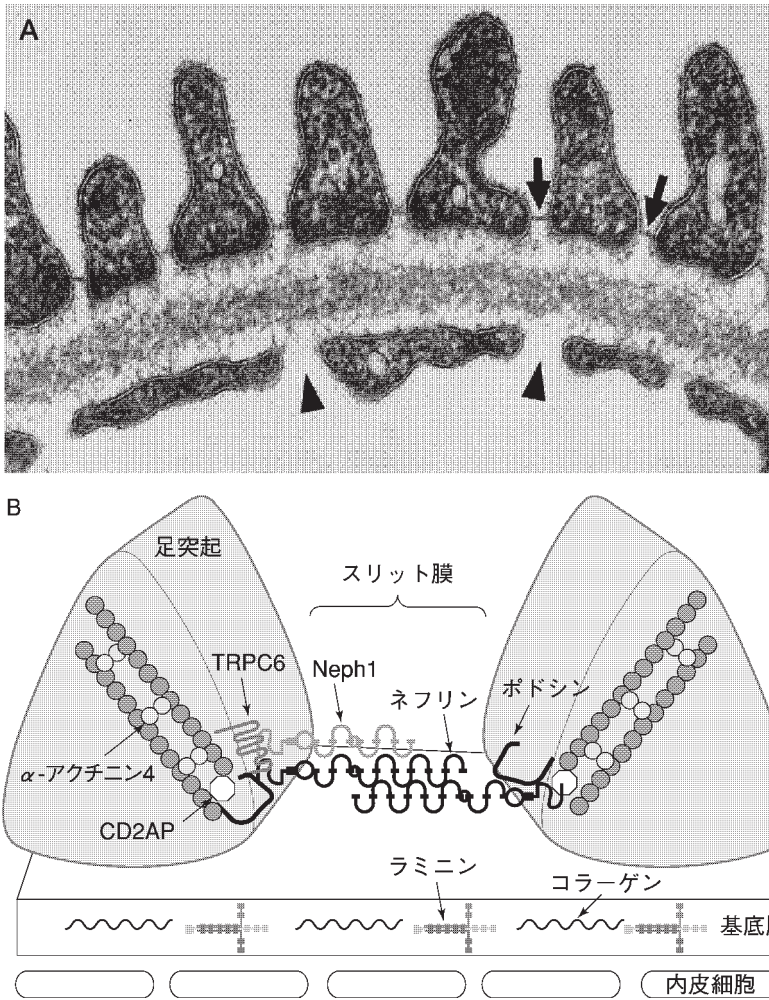 A
B
足突起
スリット膜
TRPC6
Neph1
ネフリン
ポドシン
α-アクチニン4
CD2AP
ラミニン
コラーゲン
基底
内皮細胞